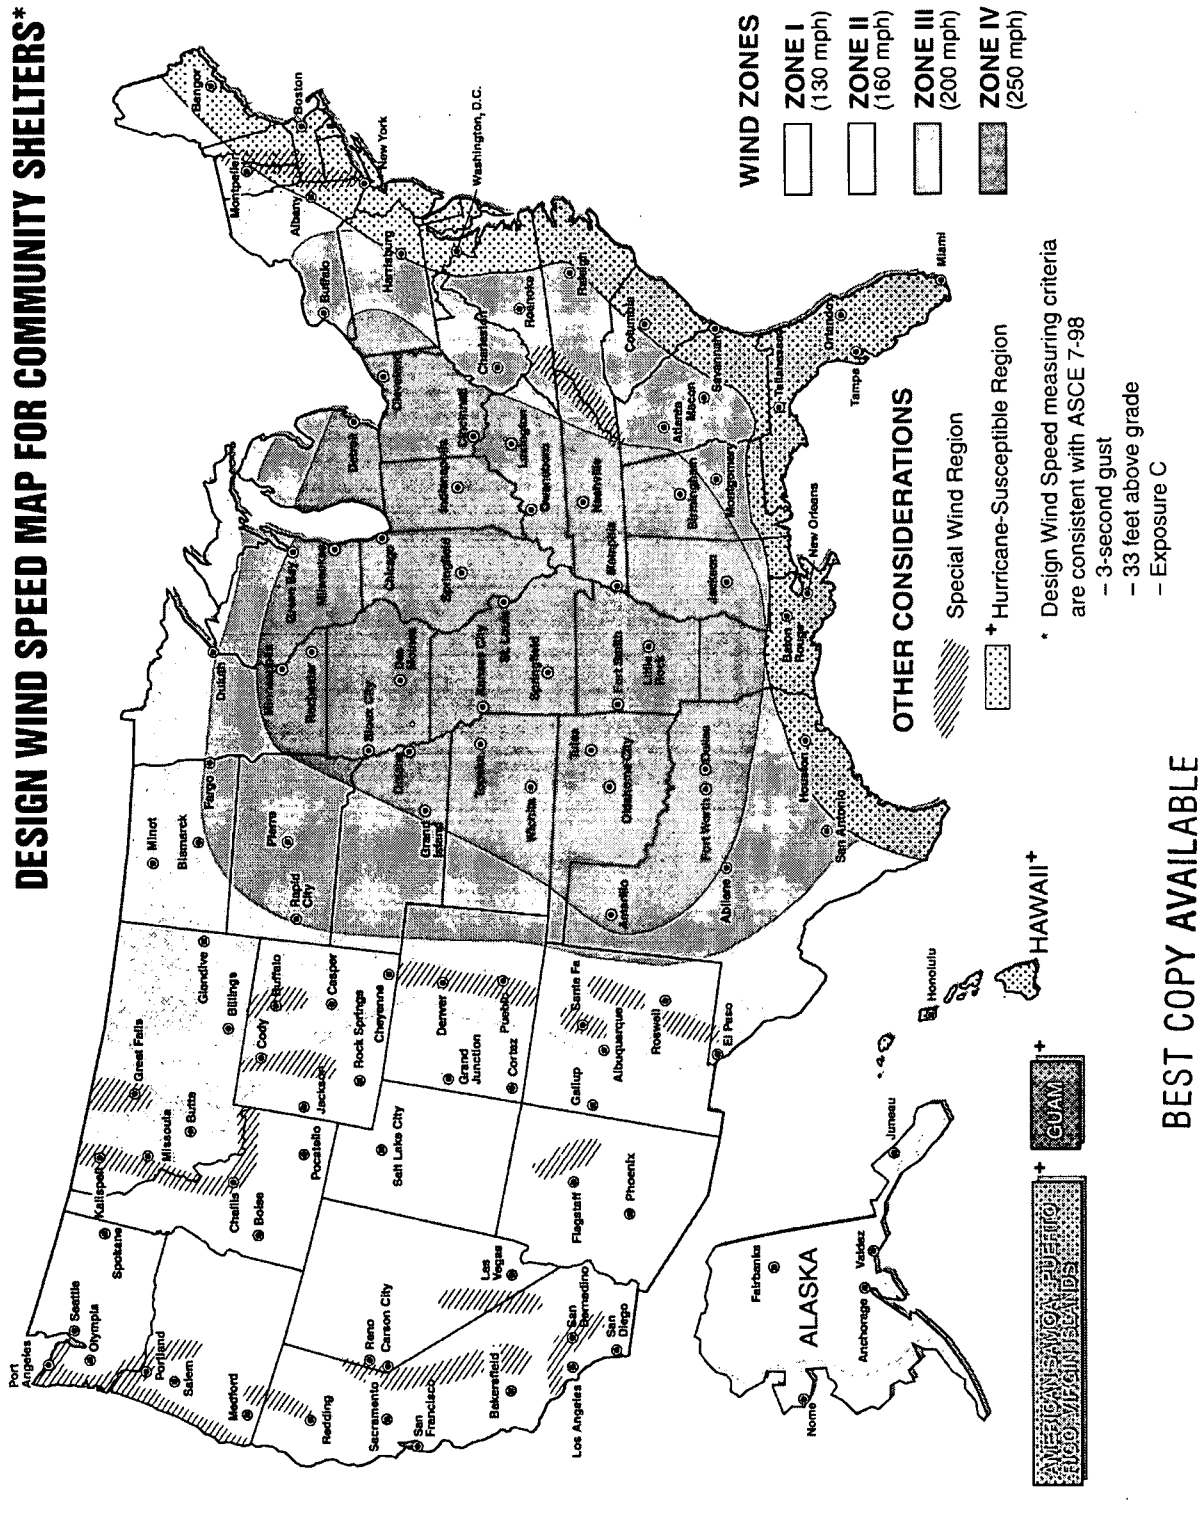 DESIGN WIND SPEED MAP FOR COMMUNITY SHELTERS*
Port
Angeles
Seattle
Olympia
Spokane
Portland
Salem
Medford
Kalispell
Missoula
Great Falls
Butte
Glendive
Billings
Challis
Boise
Pocatello
Cody
Buffalo
Jackson
Casper
Rock Springs
Cheyenne
Redding
Reno
Carson City
Sacramento
San
Francisco
Bakersfield
Los Angeles
Las
Vegas
San
Bernadino
San
Diego
Salt Lake City
Denver
Grand
Junction
Pueblo
Cortez
Flagstaff
Phoenix
Gallup
Santa Fa
Albuquerque
Roswell
El Paso
Minot
Bismarck
Fargo
Pierre
Rapid
City
Duluth
Minneapolis
Rochester
Sioux City
Des
Moines
Omaha
Grand
Island
Topeka
Wichita
Kansas City
St. Louis
Springfield
Tulsa
Oklahoma City
Fort Smith
Little
Rock
Amarillo
Fort Worth
Dallas
Abilene
San Antonio
Houston
Baton
Rouge
New Orleans
Jackson
Memphis
Nashville
Birmingham
Montgomery
Green Bay
Milwaukee
Chicago
Springfield
Indianapolis
Detroit
Cleveland
Cincinnati
Lexington
Owenstown
Charleston
Roanoke
Raleigh
Columbia
Atlanta
Macon
Savannah
Tallahassee
Orlando
Tampa
Miami
Buffalo
Harrisburg
Albany
Montpelier
Bangor
Boston
New York
Washington, D.C.
WIND ZONES
ZONE I
(130 mph)
ZONE II
(160 mph)
ZONE III
(200 mph)
ZONE IV
(250 mph)
OTHER CONSIDERATIONS
Special Wind Region
+ Hurricane-Susceptible Region
* Design Wind Speed measuring criteria
are consistent with ASCE 7-98
– 3-second gust
– 33 feet above grade
– Exposure C
Fairbanks
ALASKA
Nome
Anchorage
Valdez
Juneau
Honolulu
HAWAII+
+
AMERICAN SAMOA, PUERTO
RICO, VIRGIN ISLANDS
+
GUAM
BEST COPY AVAILABLE